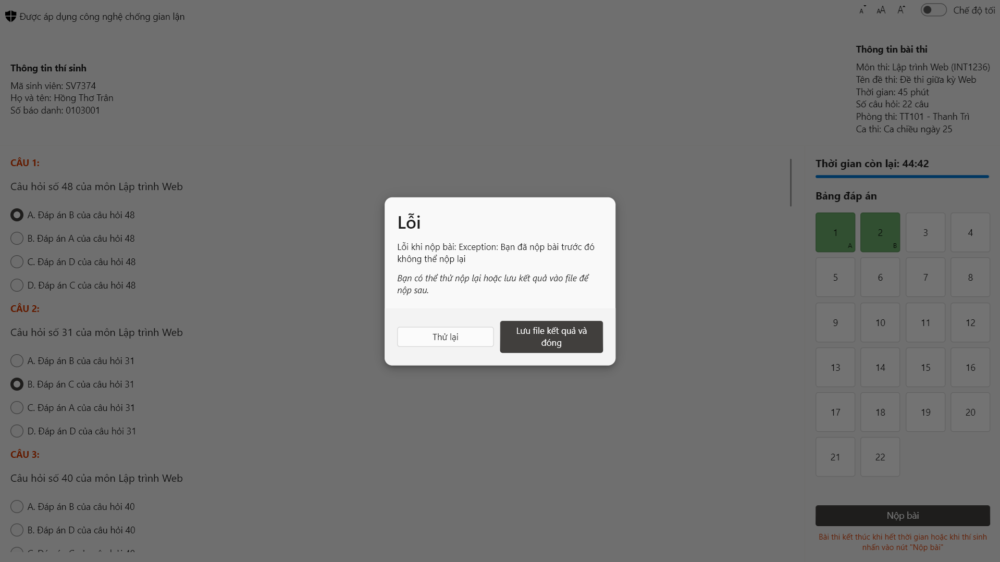 Được áp dụng công nghệ chống gian lận
A
AA
A
Chế độ tối
Thông tin thí sinh
Mã sinh viên: SV7374
Họ và tên: Hồng Thơ Trân
Số báo danh: 0103001
Thông tin bài thi
Môn thi: Lập trình Web (INT1236)
Tên đề thi: Đề thi giữa kỳ Web
Thời gian: 45 phút
Số câu hỏi: 22 câu
Phòng thi: TT101 - Thanh Trì
Ca thi: Ca chiều ngày 25
CÂU 1:
Câu hỏi số 48 của môn Lập trình Web
A. Đáp án B của câu hỏi 48
B. Đáp án A của câu hỏi 48
C. Đáp án D của câu hỏi 48
D. Đáp án C của câu hỏi 48
CÂU 2:
Câu hỏi số 31 của môn Lập trình Web
A. Đáp án B của câu hỏi 31
B. Đáp án C của câu hỏi 31
C. Đáp án A của câu hỏi 31
D. Đáp án D của câu hỏi 31
CÂU 3:
Câu hỏi số 40 của môn Lập trình Web
A. Đáp án B của câu hỏi 40
B. Đáp án D của câu hỏi 40
Lỗi
Lỗi khi nộp bài: Exception: Bạn đã nộp bài trước đó
không thể nộp lại
Bạn có thể thử nộp lại hoặc lưu kết quả vào file để
nộp sau.
Thử lại
Lưu file kết quả và
đóng
Thời gian còn lại: 44:42
Bảng đáp án
1 A 2 B 3 4
5 6 7 8
9 10 11 12
13 14 15 16
17 18 19 20
21 22
Nộp bài
Bài thi kết thúc khi hết thời gian hoặc khi thí sinh
nhấn vào nút "Nộp bài"